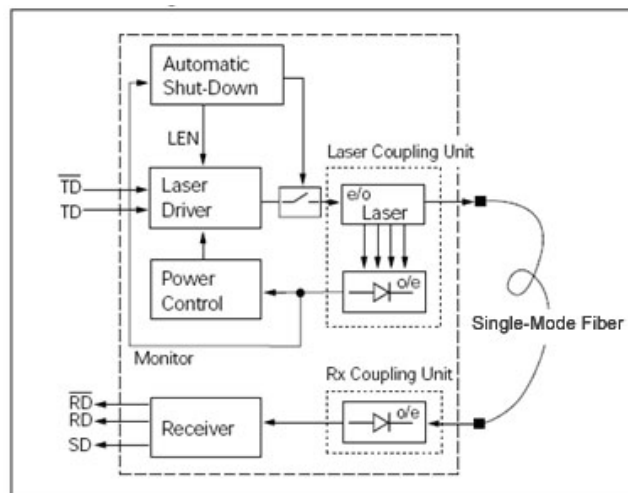 Automatic
Shut-Down
LEN
Laser Coupling Unit
TD
TD
Laser
Driver
e/o
Laser
Power
Control
o/e
Single-Mode Fiber
Monitor
Rx Coupling Unit
RD
RD
SD
Receiver
o/e